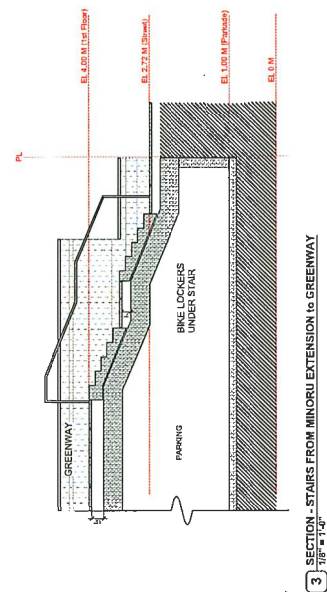 PL
EL 4.00 M (1st Floor)
EL 2.72 M (Street)
EL 1.00 M (Parkade)
EL 0 M
GREENWAY
PARKING
BIKE LOCKERS
UNDER STAIR
3 SECTION - STAIRS FROM MINORU EXTENSION to GREENWAY
1/8" = 1'-0"